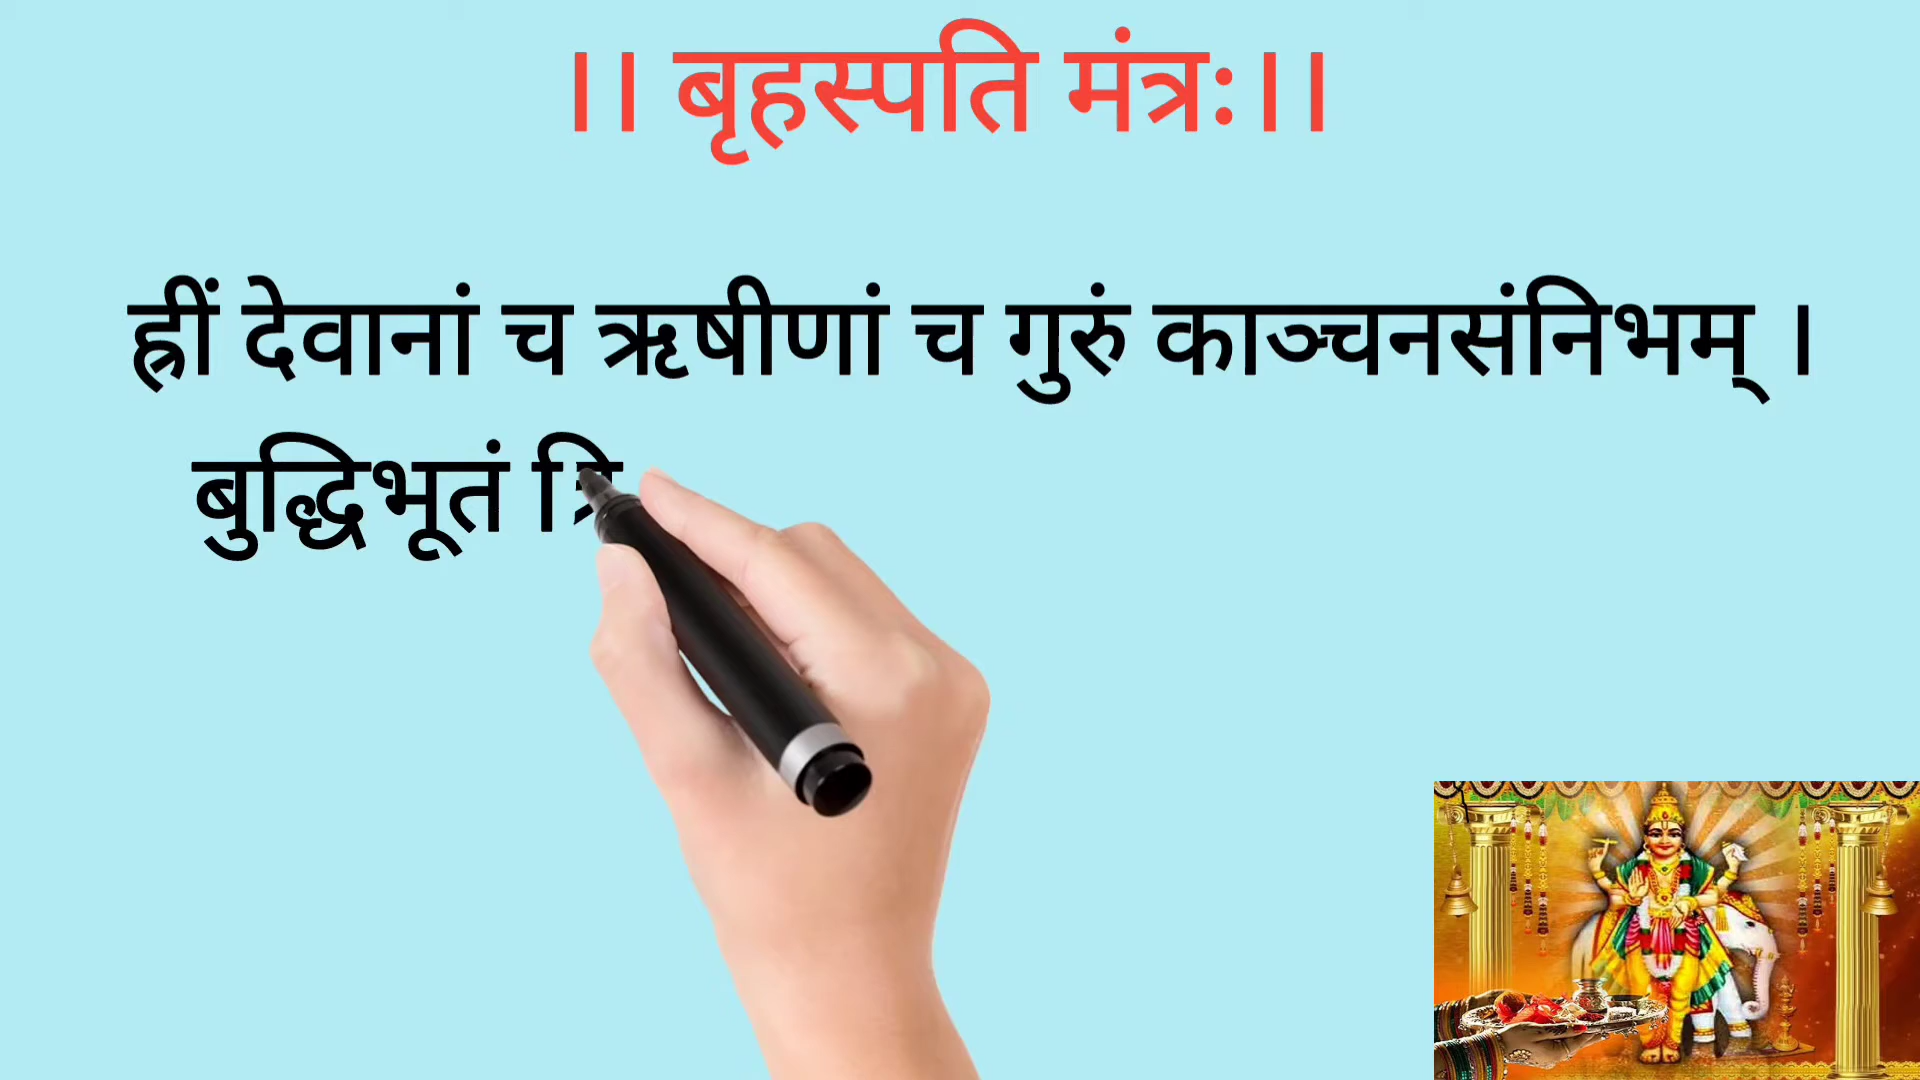 ।। बृहस्पति मंत्रः।।
ह्रीं देवानां च ऋषीणां च गुरुं काञ्चनसंनिभम् ।
बुद्धिभूतं